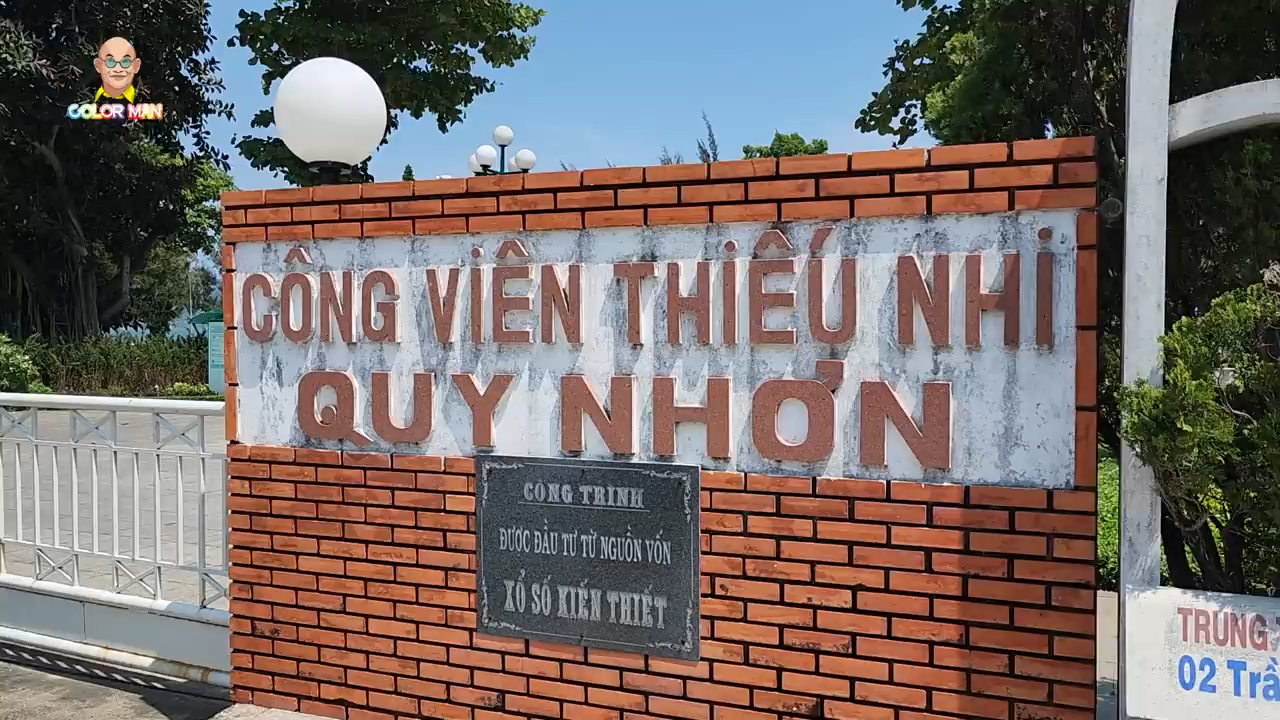 COLOR MAN
CÔNG VIÊN THIẾU NHI
QUY NHƠN
CÔNG TRÌNH
ĐƯỢC ĐẦU TƯ TỪ NGUỒN VỐN
XỔ SỐ KIẾN THIẾT
TRUNG
02 Trầ